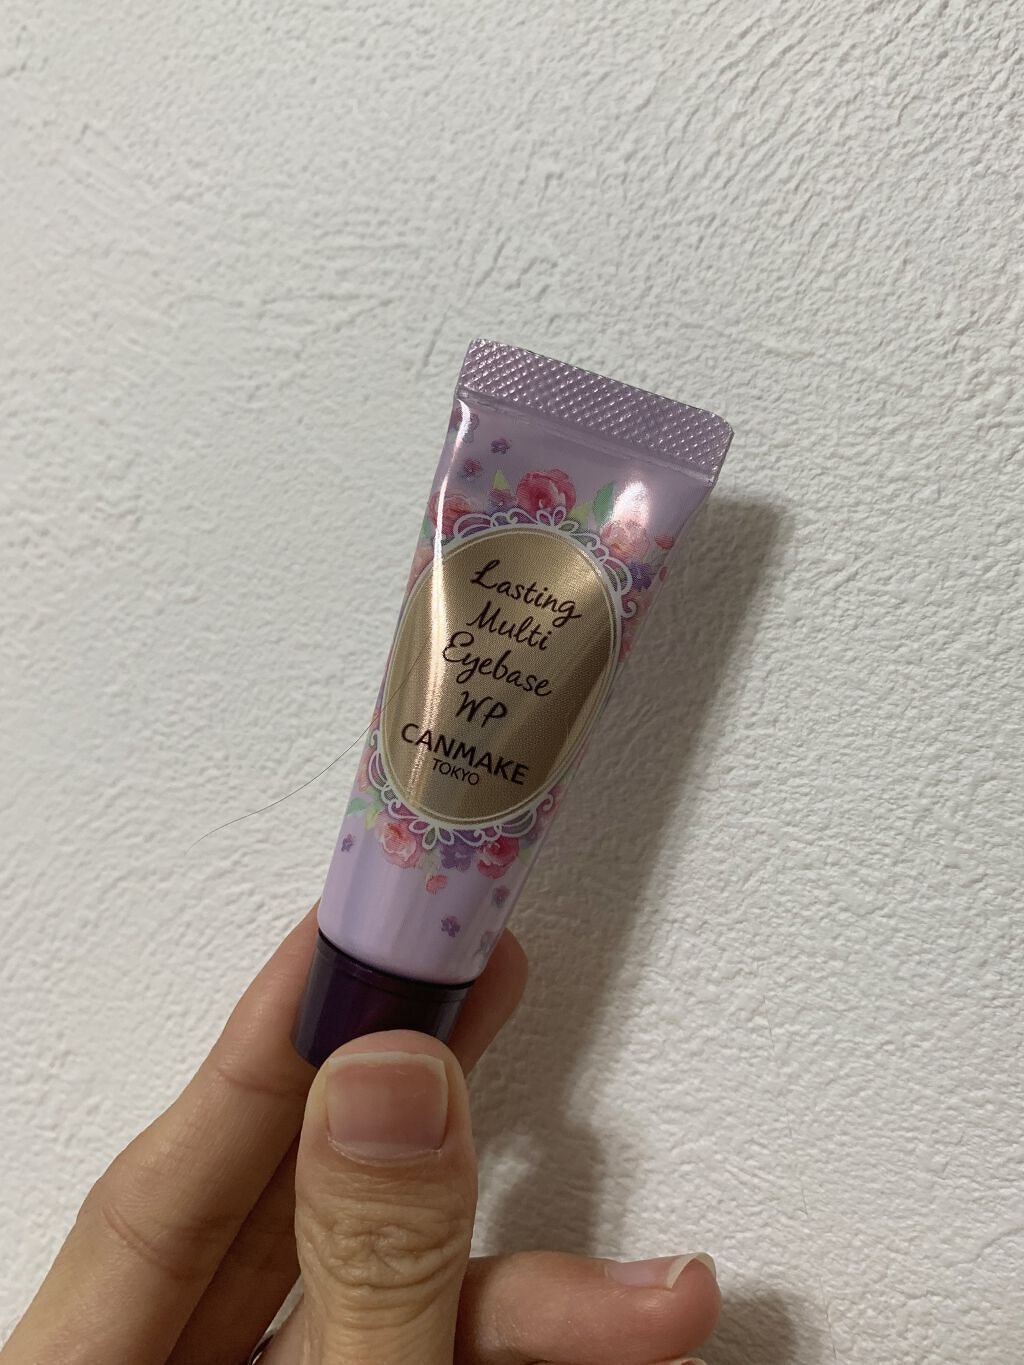 Lasting
Multi
Eyebase
WP
CANMAKE
TOKYO